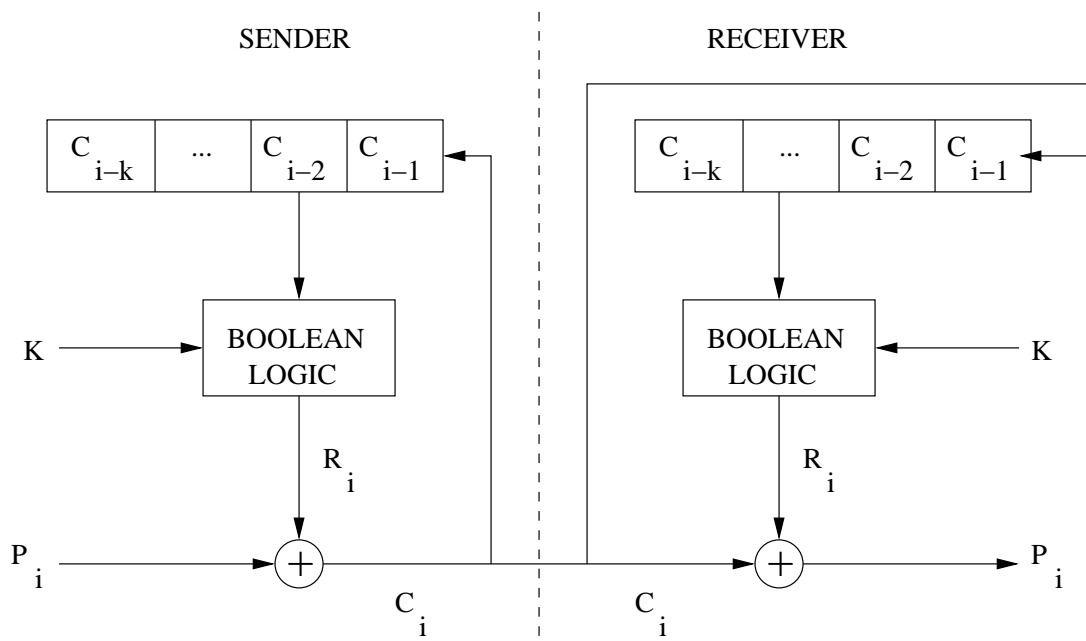 SENDER
RECEIVER
C i−k ... C i−2 C i−1
C i−k ... C i−2 C i−1
K
BOOLEAN
LOGIC
BOOLEAN
LOGIC
K
R i
R i
P i
+
+
P i
C i
C i